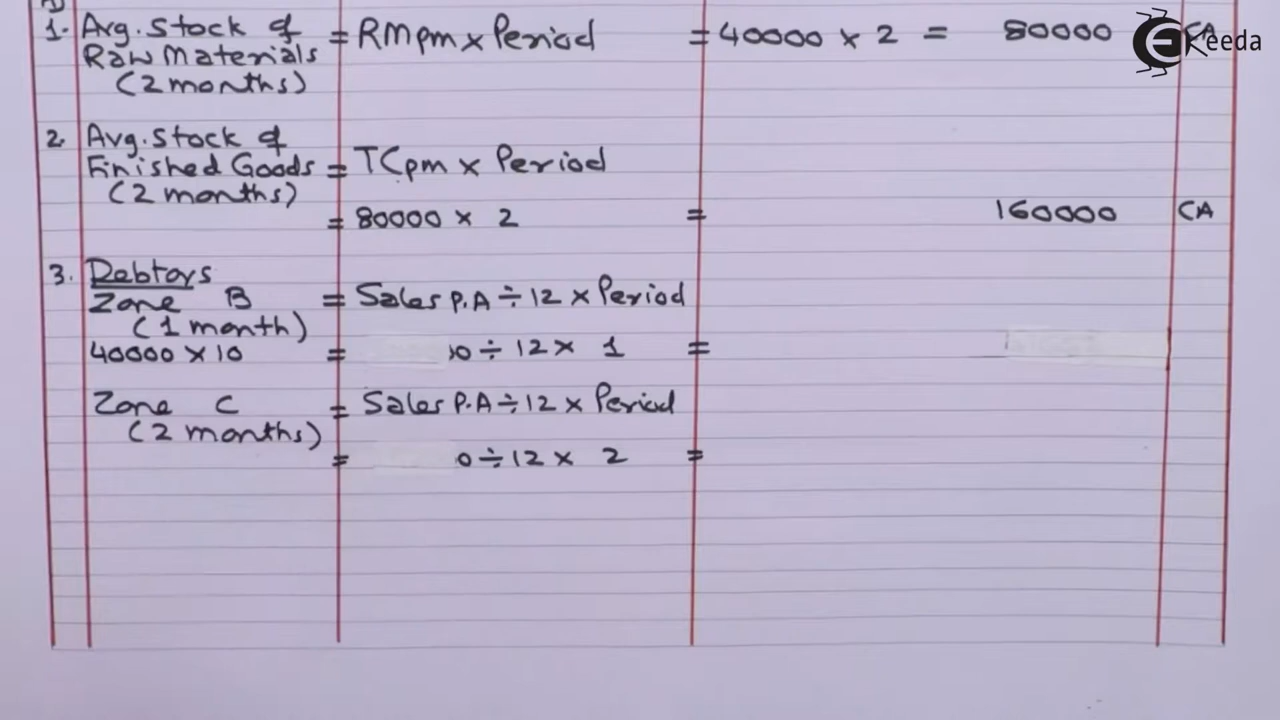 1. Avg. Stock of
Raw Materials = RMpm x Period = 40000 x 2 = 80000 CA
(2 months)
2. Avg. Stock of
Finished Goods = TCpm x Period
(2 months)
= 80000 x 2 = 160000 CA
3. Debtors
Zone B = Sales P.A ÷ 12 x Period
(1 month)
40000 x 10 = 0 ÷ 12 x 1 =
Zone C = Sales P.A ÷ 12 x Period
(2 months)
= 0 ÷ 12 x 2 =
EKeeda